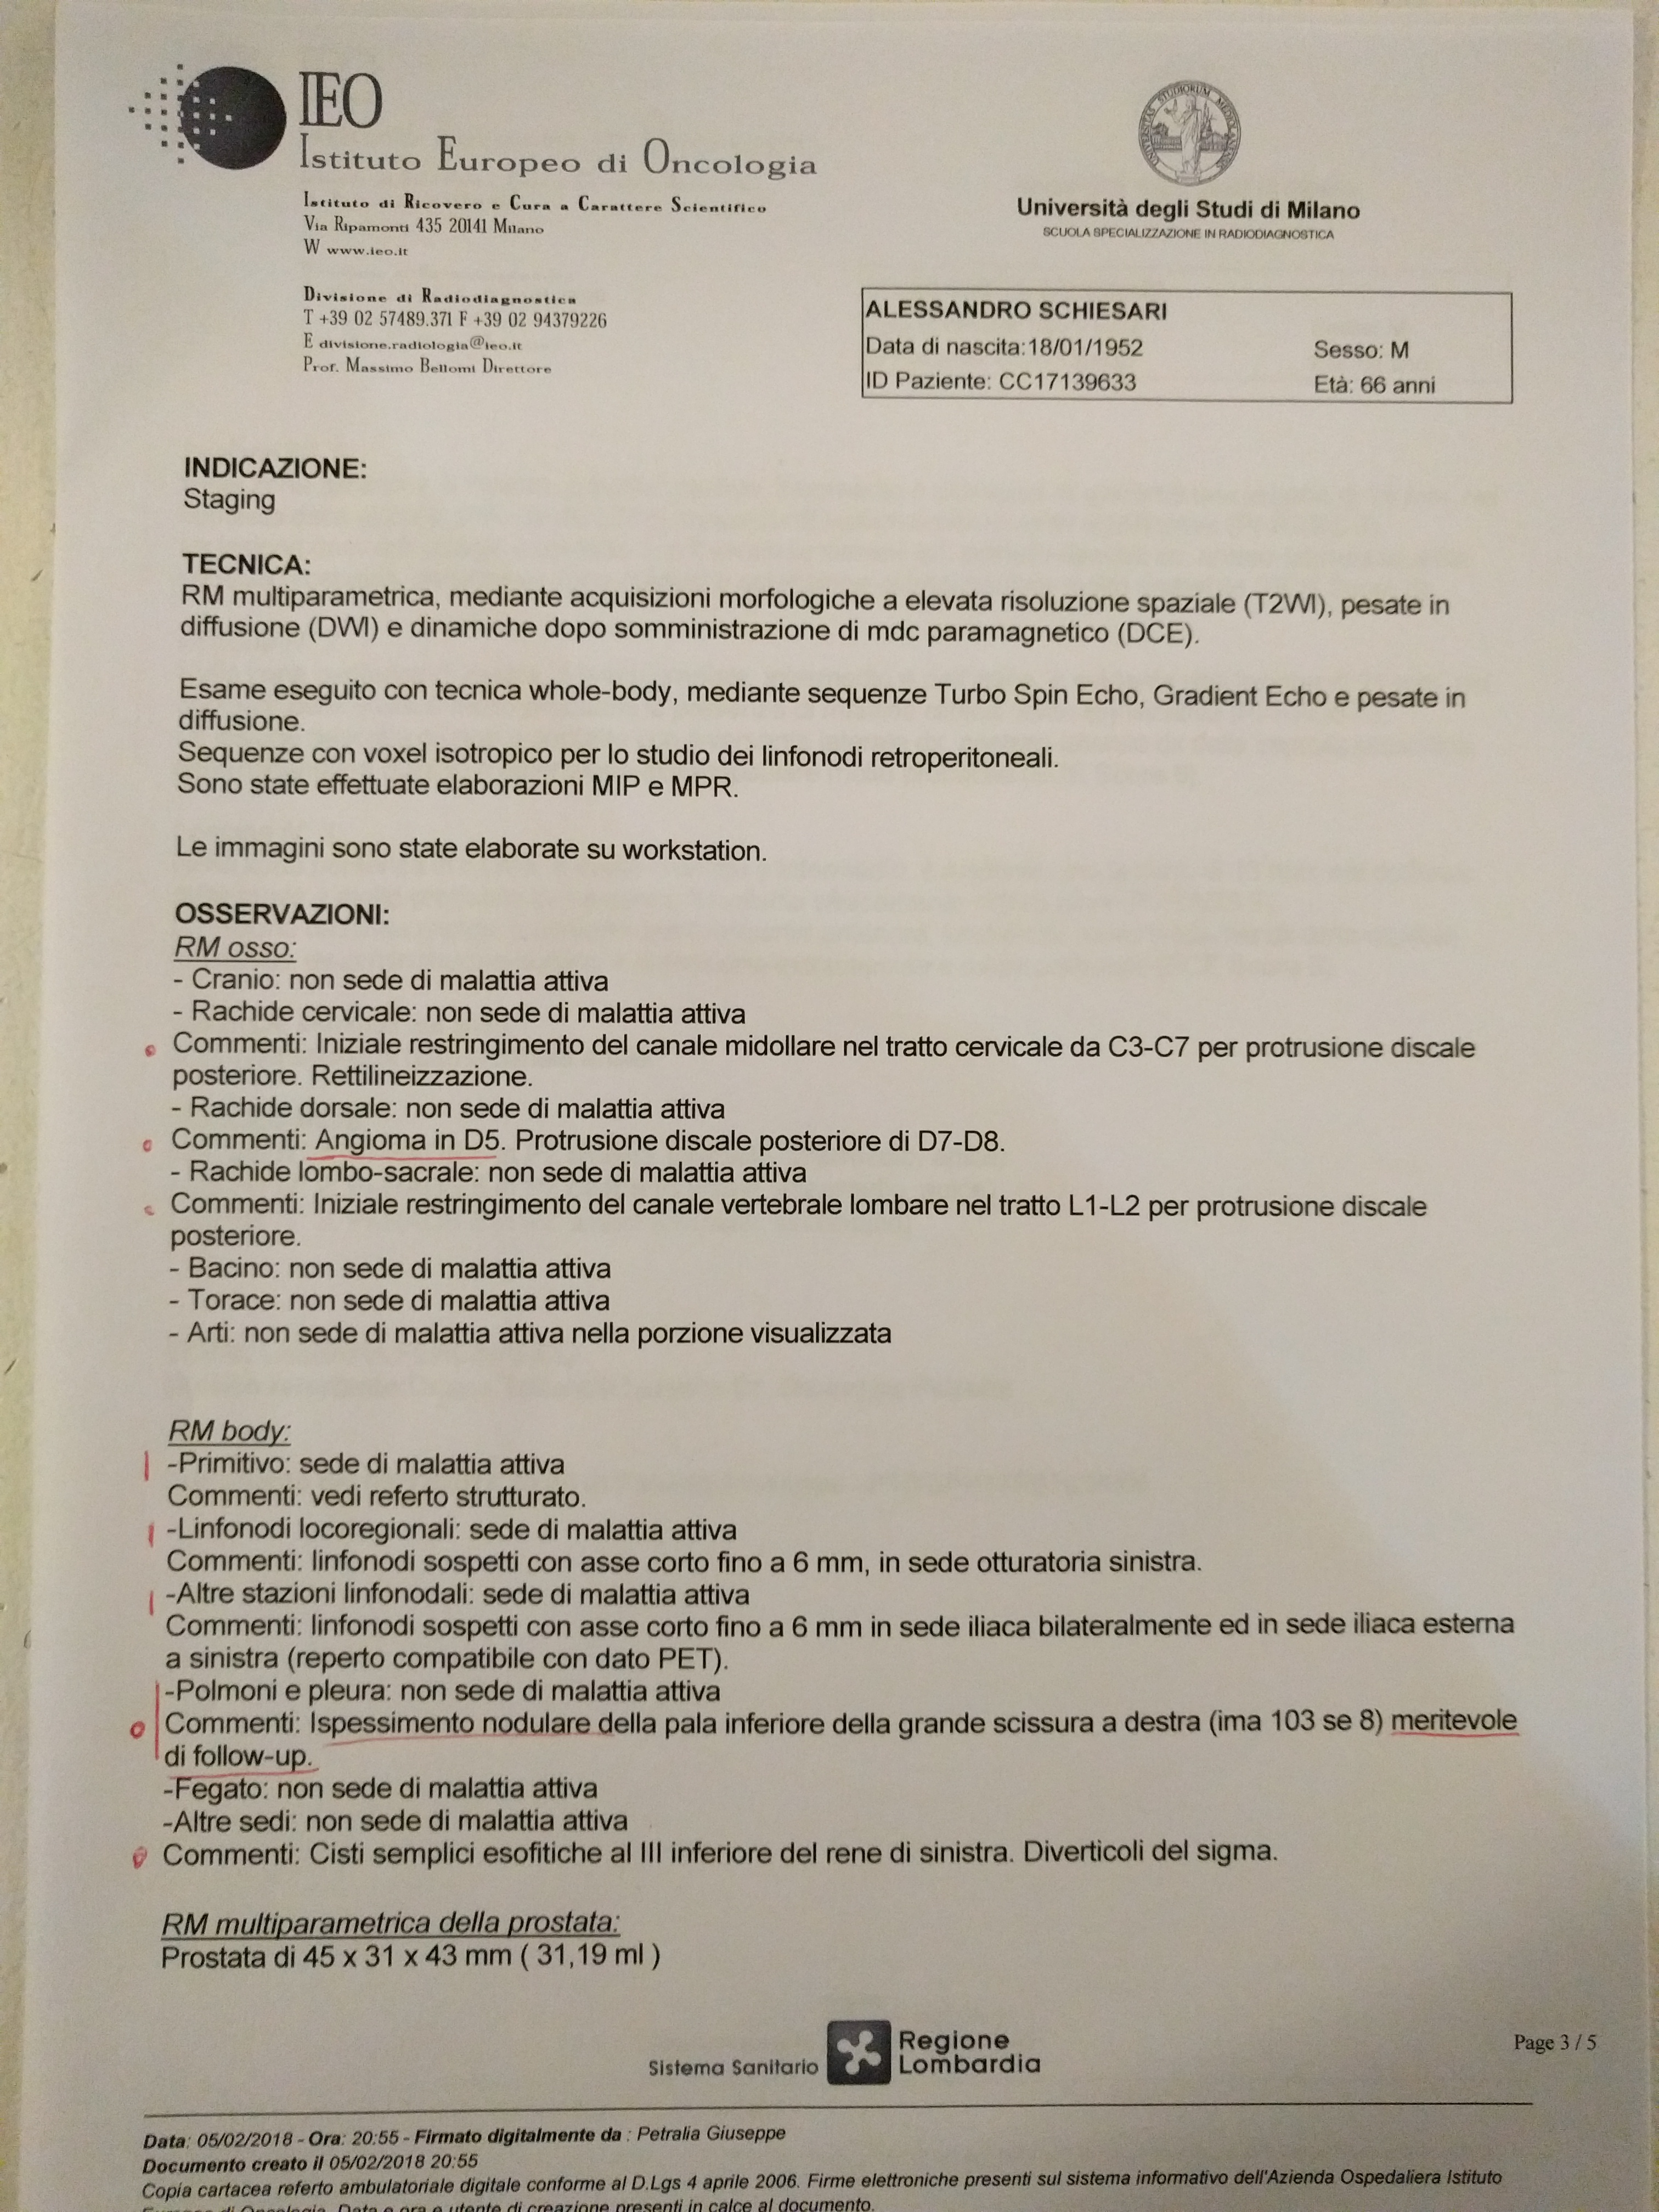 IEO
Istituto Europeo di Oncologia
Istituto di Ricovero e Cura a Carattere Scientifico
Via Ripamonti 435 20141 Milano
W www.ieo.it
Divisione di Radiodiagnostica
T +39 02 57489.371 F +39 02 94379226
E divisione.radiologia@ieo.it
Prof. Massimo Bellomi Direttore
Università degli Studi di Milano
SCUOLA SPECIALIZZAZIONE IN RADIODIAGNOSTICA
ALESSANDRO SCHIESARI
Data di nascita:18/01/1952 Sesso: M
ID Paziente: CC17139633 Età: 66 anni
INDICAZIONE:
Staging
TECNICA:
RM multiparametrica, mediante acquisizioni morfologiche a elevata risoluzione spaziale (T2WI), pesate in
diffusione (DWI) e dinamiche dopo somministrazione di mdc paramagnetico (DCE).
Esame eseguito con tecnica whole-body, mediante sequenze Turbo Spin Echo, Gradient Echo e pesate in
diffusione.
Sequenze con voxel isotropico per lo studio dei linfonodi retroperitoneali.
Sono state effettuate elaborazioni MIP e MPR.
Le immagini sono state elaborate su workstation.
OSSERVAZIONI:
RM osso:
- Cranio: non sede di malattia attiva
- Rachide cervicale: non sede di malattia attiva
Commenti: Iniziale restringimento del canale midollare nel tratto cervicale da C3-C7 per protrusione discale
posteriore. Rettilineizzazione.
- Rachide dorsale: non sede di malattia attiva
Commenti: Angioma in D5. Protrusione discale posteriore di D7-D8.
- Rachide lombo-sacrale: non sede di malattia attiva
Commenti: Iniziale restringimento del canale vertebrale lombare nel tratto L1-L2 per protrusione discale
posteriore.
- Bacino: non sede di malattia attiva
- Torace: non sede di malattia attiva
- Arti: non sede di malattia attiva nella porzione visualizzata
RM body:
-Primitivo: sede di malattia attiva
Commenti: vedi referto strutturato.
-Linfonodi locoregionali: sede di malattia attiva
Commenti: linfonodi sospetti con asse corto fino a 6 mm, in sede otturatoria sinistra.
-Altre stazioni linfonodali: sede di malattia attiva
Commenti: linfonodi sospetti con asse corto fino a 6 mm in sede iliaca bilateralmente ed in sede iliaca esterna
a sinistra (reperto compatibile con dato PET).
-Polmoni e pleura: non sede di malattia attiva
Commenti: Ispessimento nodulare della pala inferiore della grande scissura a destra (ima 103 se 8) meritevole
di follow-up.
-Fegato: non sede di malattia attiva
-Altre sedi: non sede di malattia attiva
Commenti: Cisti semplici esofitiche al III inferiore del rene di sinistra. Diverticoli del sigma.
RM multiparametrica della prostata:
Prostata di 45 x 31 x 43 mm ( 31,19 ml )
Sistema Sanitario
Regione
Lombardia
Page 3 / 5
Data: 05/02/2018 - Ora: 20:55 - Firmato digitalmente da : Petralia Giuseppe
Documento creato il 05/02/2018 20:55
Copia cartacea referto ambulatoriale digitale conforme al D.Lgs 4 aprile 2006. Firme elettroniche presenti sul sistema informativo dell'Azienda Ospedaliera Istituto
Europeo di Oncologia. Data e ora e utente di creazione presenti in calce al documento.